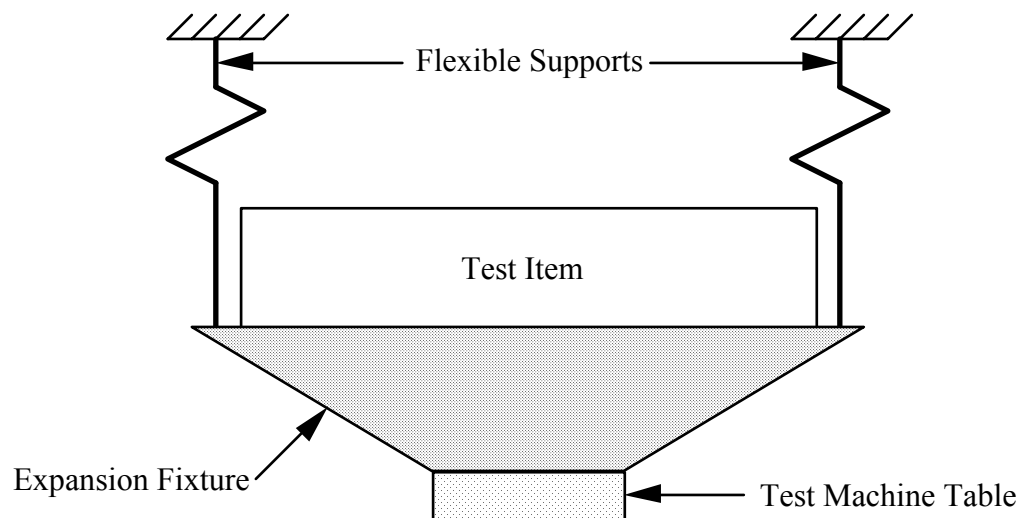 Flexible Supports
Test Item
Expansion Fixture
Test Machine Table